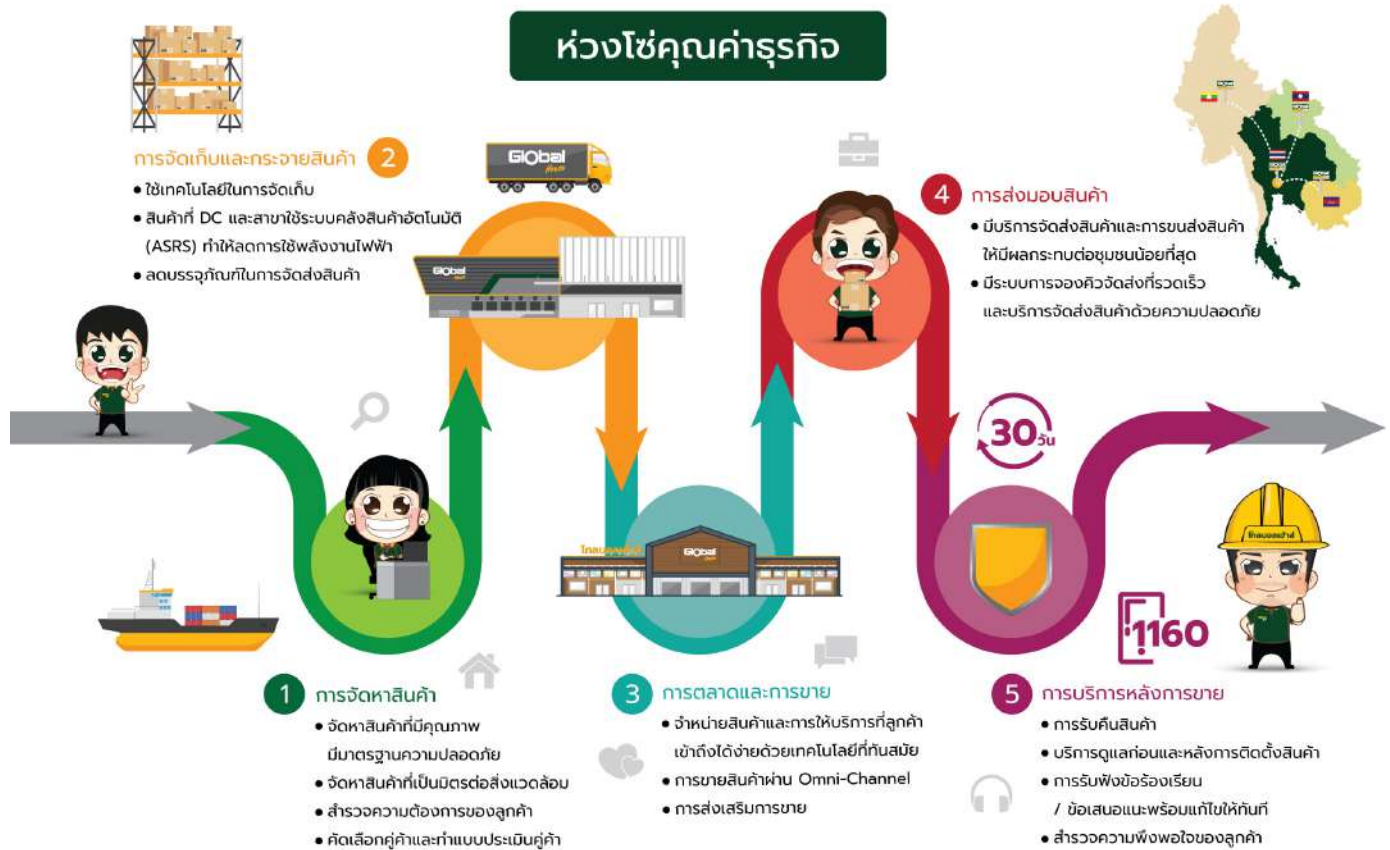 ห่วงโซ่คุณค่าธุรกิจ
การจัดเก็บและกระจายสินค้า 2
• ใช้เทคโนโลยีในการจัดเก็บ
• สินค้าที่ DC และสาขาใช้ระบบคลังสินค้าอัตโนมัติ
(ASRS) ทำให้ลดการใช้พลังงานไฟฟ้า
• ลดบรรจุภัณฑ์ในการจัดส่งสินค้า
Global
House
Global
House
4 การส่งมอบสินค้า
• มีบริการจัดส่งสินค้าและการขนส่งสินค้า
ให้มีผลกระทบต่อชุมชนน้อยที่สุด
• มีระบบการจองคิวจัดส่งที่รวดเร็ว
และบริการจัดส่งสินค้าด้วยความปลอดภัย
30 วัน
โกลบอลเฮ้าส์
Global
House
โกลบอลเฮ้าส์
1160
1 การจัดหาสินค้า
• จัดหาสินค้าที่มีคุณภาพ
มีมาตรฐานความปลอดภัย
• จัดหาสินค้าที่เป็นมิตรต่อสิ่งแวดล้อม
• สำรวจความต้องการของลูกค้า
• คัดเลือกคู่ค้าและทำแบบประเมินคู่ค้า
3 การตลาดและการขาย
• จำหน่ายสินค้าและการให้บริการที่ลูกค้า
เข้าถึงได้ง่ายด้วยเทคโนโลยีที่ทันสมัย
• การขายสินค้าผ่าน Omni-Channel
• การส่งเสริมการขาย
5 การบริการหลังการขาย
• การรับคืนสินค้า
• บริการดูแลก่อนและหลังการติดตั้งสินค้า
• การรับฟังข้อร้องเรียน
/ ข้อเสนอแนะพร้อมแก้ไขให้ทันที
• สำรวจความพึงพอใจของลูกค้า